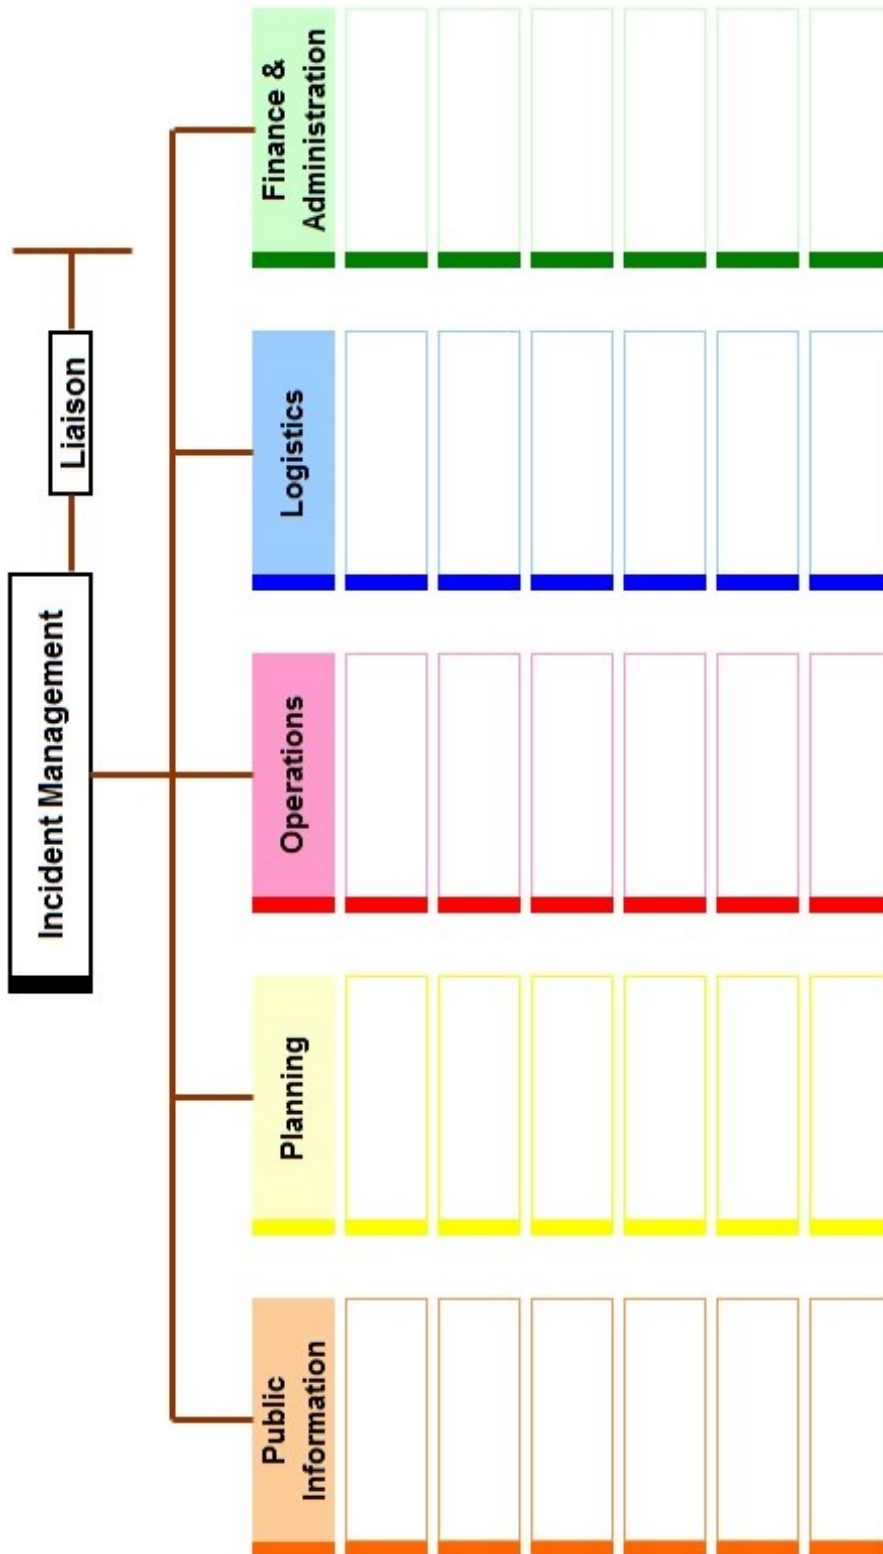 Incident Management
Liaison
Public
Information
Planning
Operations
Logistics
Finance &
Administration